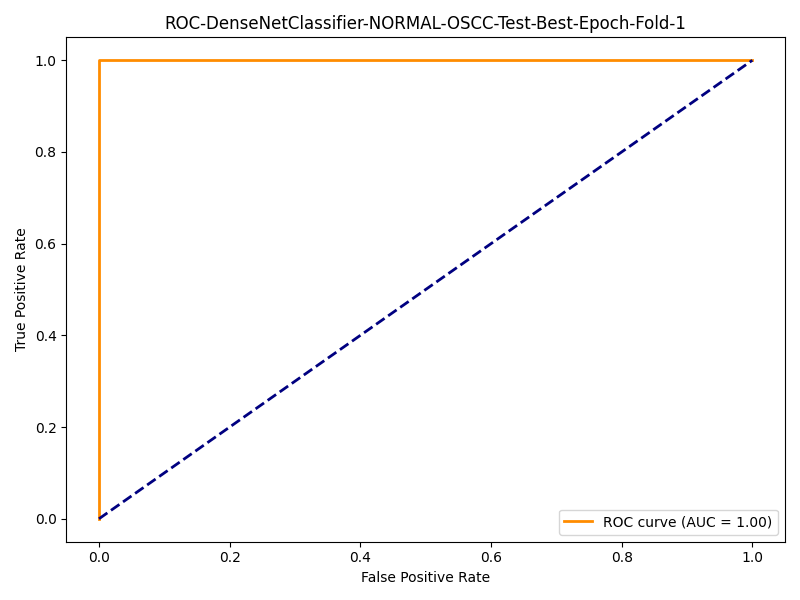 ROC-DenseNetClassifier-NORMAL-OSCC-Test-Best-Epoch-Fold-1
1.0
0.8
0.6
0.4
0.2
0.0
True Positive Rate
ROC curve (AUC = 1.00)
0.0 0.2 0.4 0.6 0.8 1.0
False Positive Rate